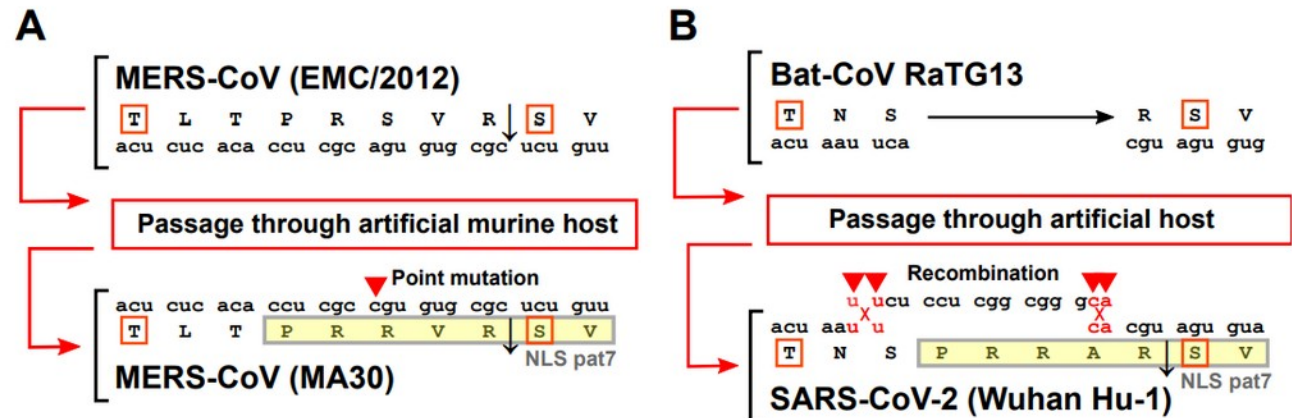 A
MERS-CoV (EMC/2012)
T L T P R S V R S V
acu cuc aca ccu cgc agu gug cgc ucu guu
Passage through artificial murine host
Point mutation
acu cuc aca ccu cgc cgu gug cgc ucu guu
T L T P R R V R S V
NLS pat7
MERS-CoV (MA30)
B
Bat-CoV RaTG13
T N S R S V
acu aau uca cgu agu gug
Passage through artificial host
Recombination
u ucu ccu cgg cgg gca
X X
acu aauu u ca cgu agu gua
T N S P R R A R S V
NLS pat7
SARS-CoV-2 (Wuhan Hu-1)